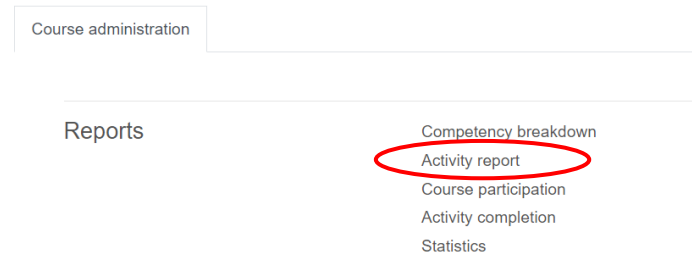 Course administration
Reports
Competency breakdown
Activity report
Course participation
Activity completion
Statistics